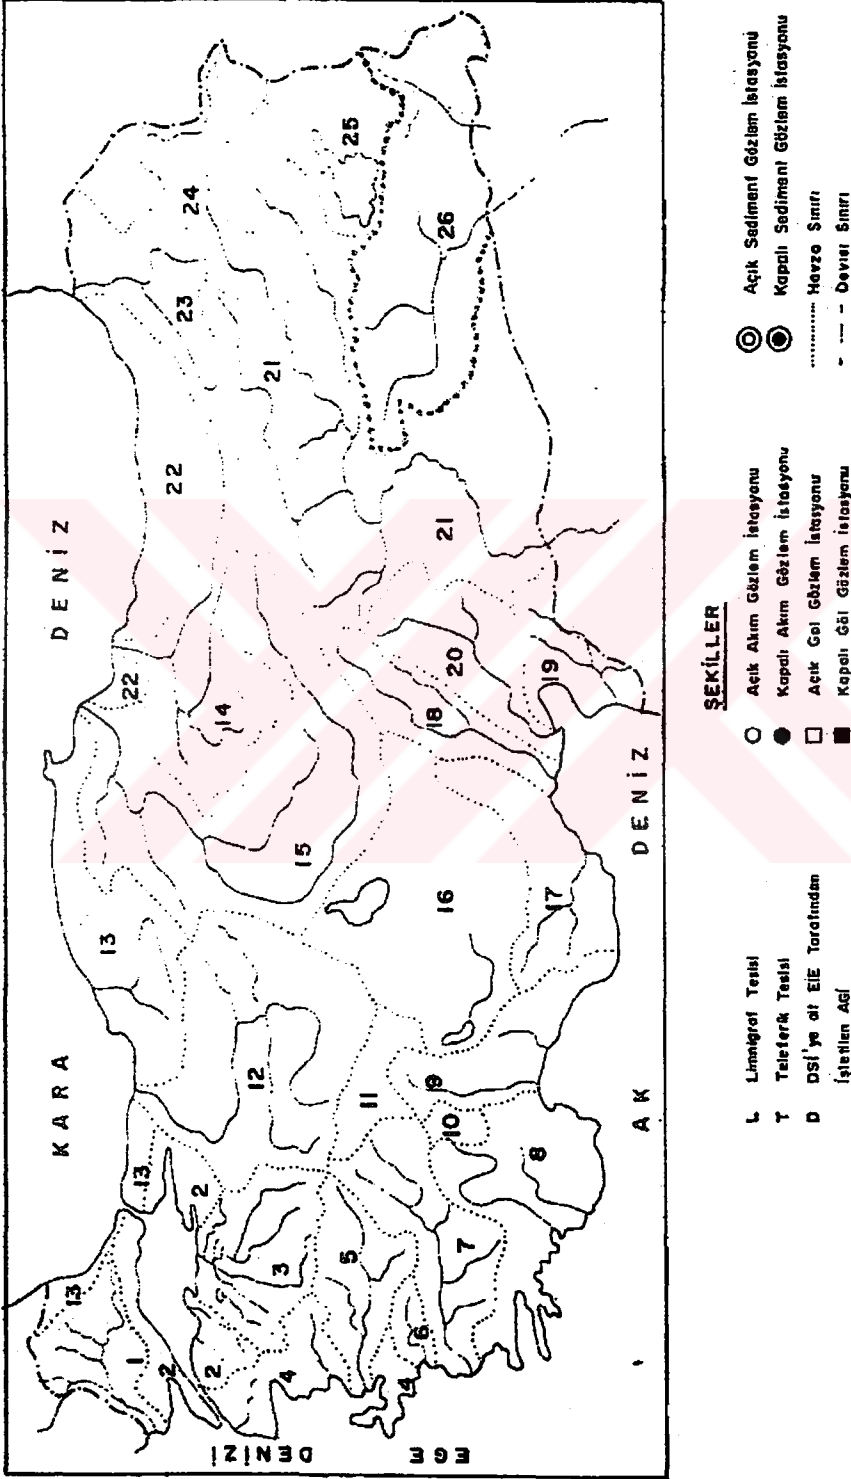 KARA DENİZ
EGE DENİZİ
AK DENİZ
13
13
13
1
2
2
2
2
3
4
4
5
6
7
8
9
10
11
12
14
15
16
17
18
19
20
21
21
22
22
23
24
25
26
ŞEKİLLER
L Limnigraf Tesisi
T Teleferik Tesisi
D DSİ'ye ait EİE Tarafından
İşletilen AGİ
Açık Akım Gözlem İstasyonu
Kapalı Akım Gözlem İstasyonu
Açık Göl Gözlem İstasyonu
Kapalı Göl Gözlem İstasyonu
Açık Sediment Gözlem İstasyonu
Kapalı Sediment Gözlem İstasyonu
Havza Sınırı
Devlet Sınırı